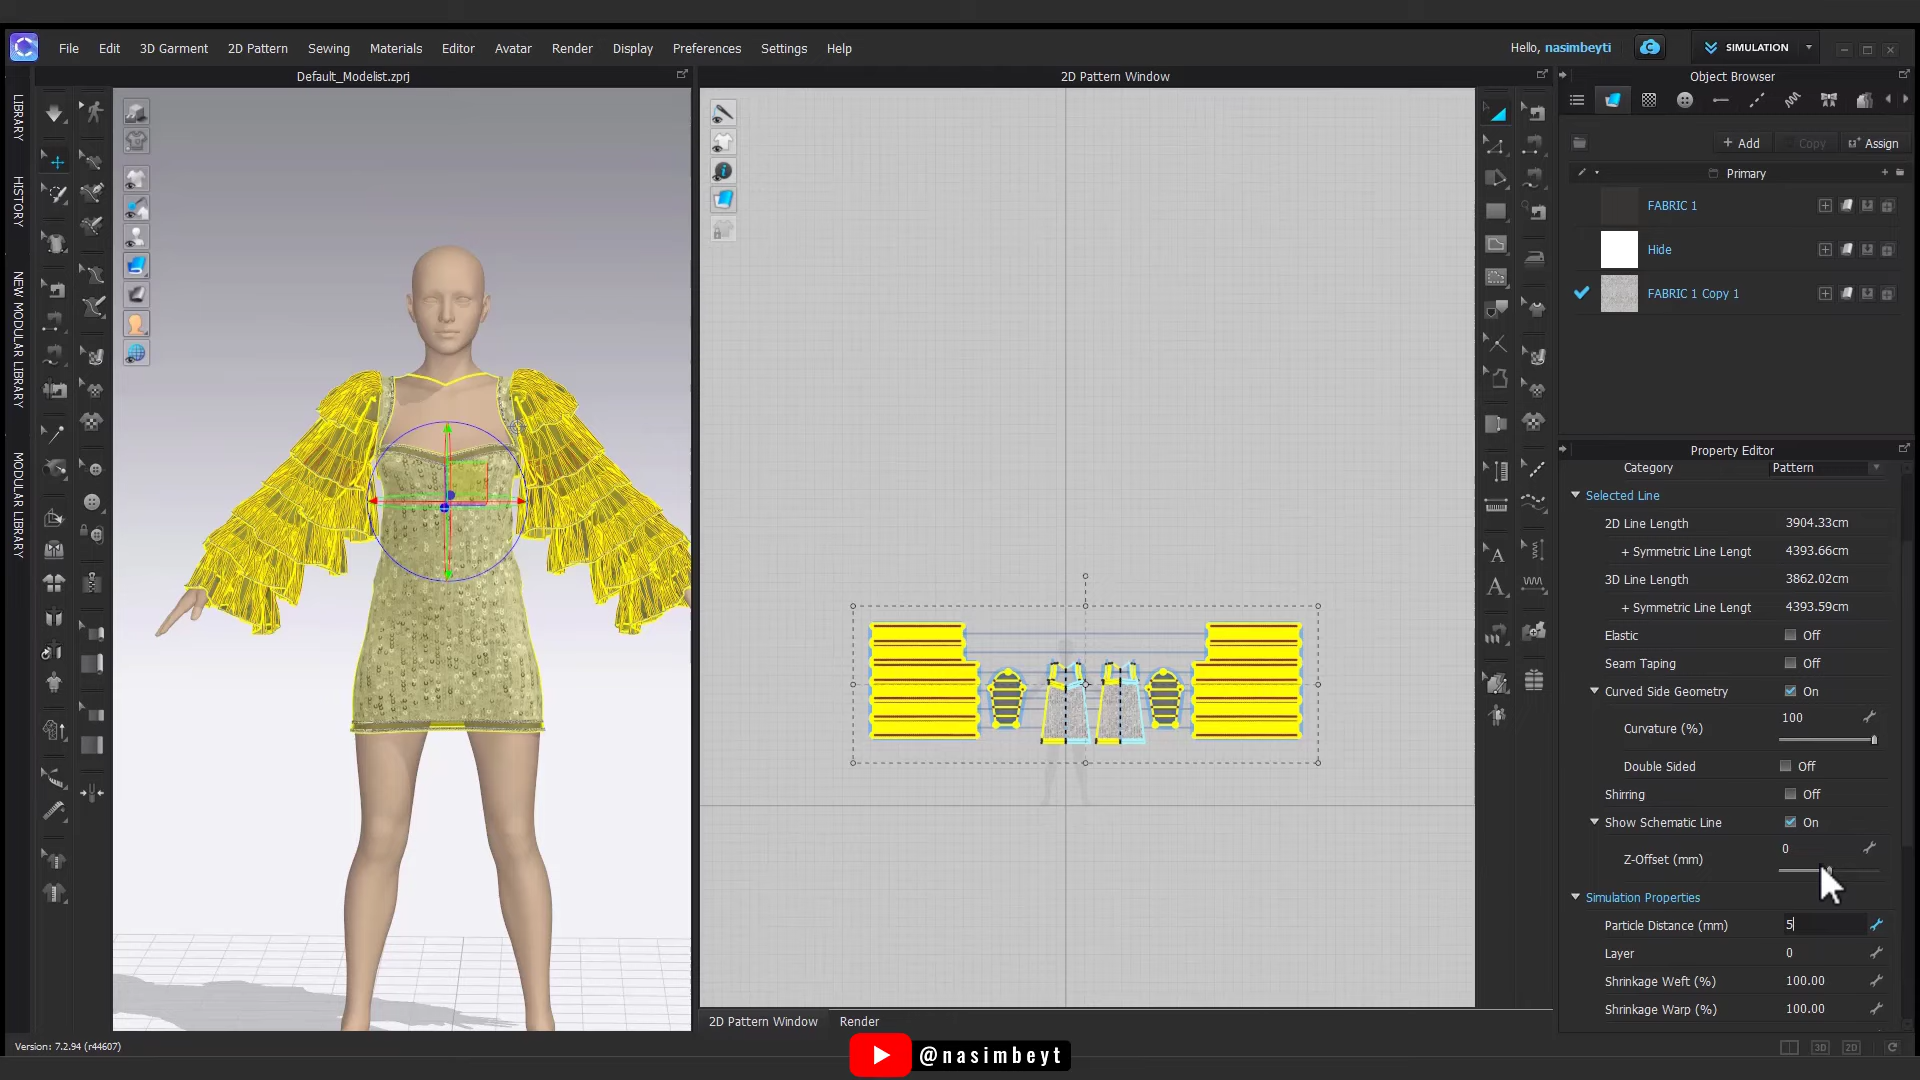 File Edit 3D Garment 2D Pattern Sewing Materials Editor Avatar Render Display Preferences Settings Help
Hello, nasimbeyti
SIMULATION
Default_Modelist.zprj
2D Pattern Window
Object Browser
LIBRARY
HISTORY
NEW MODULAR LIBRARY
MODULAR LIBRARY
+ Add Copy Assign
Primary
FABRIC 1
Hide
FABRIC 1 Copy 1
Property Editor
Category Pattern
Selected Line
2D Line Length 3904.33cm
+ Symmetric Line Lengt 4393.66cm
3D Line Length 3862.02cm
+ Symmetric Line Lengt 4393.59cm
Elastic Off
Seam Taping Off
Curved Side Geometry On
100
Curvature (%)
Double Sided Off
Shirring Off
Show Schematic Line On
0
Z-Offset (mm)
Simulation Properties
Particle Distance (mm) 5
Layer 0
Shrinkage Weft (%) 100.00
Shrinkage Warp (%) 100.00
2D Pattern Window Render
Version: 7.2.94 (r44607)
3D 2D
@nasimbeyt